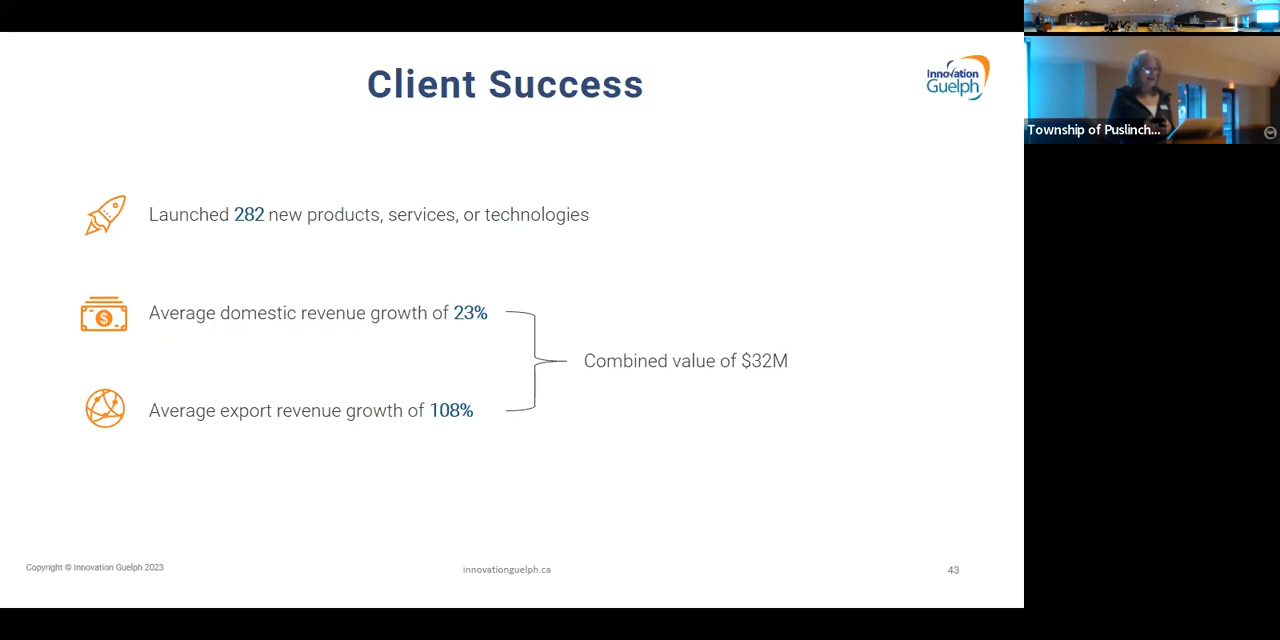 Client Success
Innovation
Guelph
Township of Puslinch...
Launched 282 new products, services, or technologies
$
Average domestic revenue growth of 23%
Combined value of $32M
Average export revenue growth of 108%
Copyright © Innovation Guelph 2023
innovationguelph.ca
43